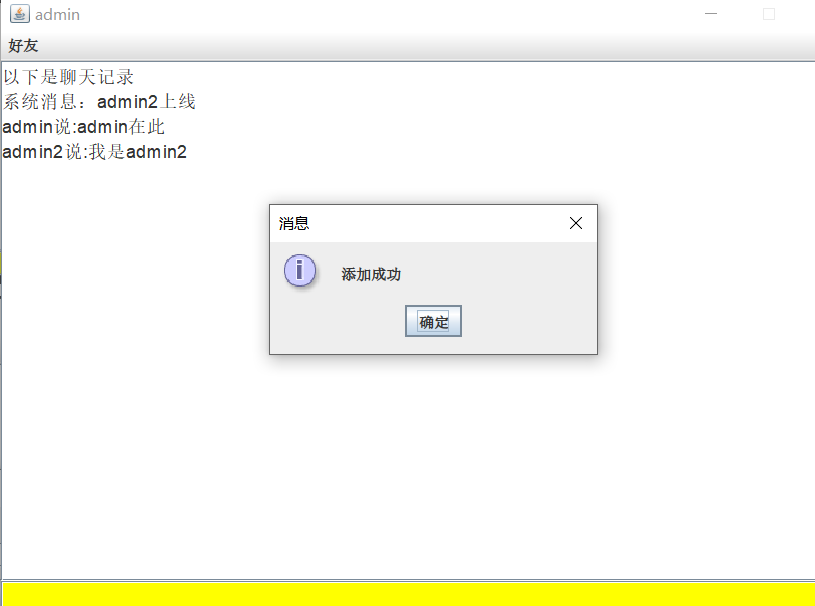 admin
好友
以下是聊天记录
系统消息：admin2上线
admin说:admin在此
admin2说:我是admin2
消息
添加成功
确定